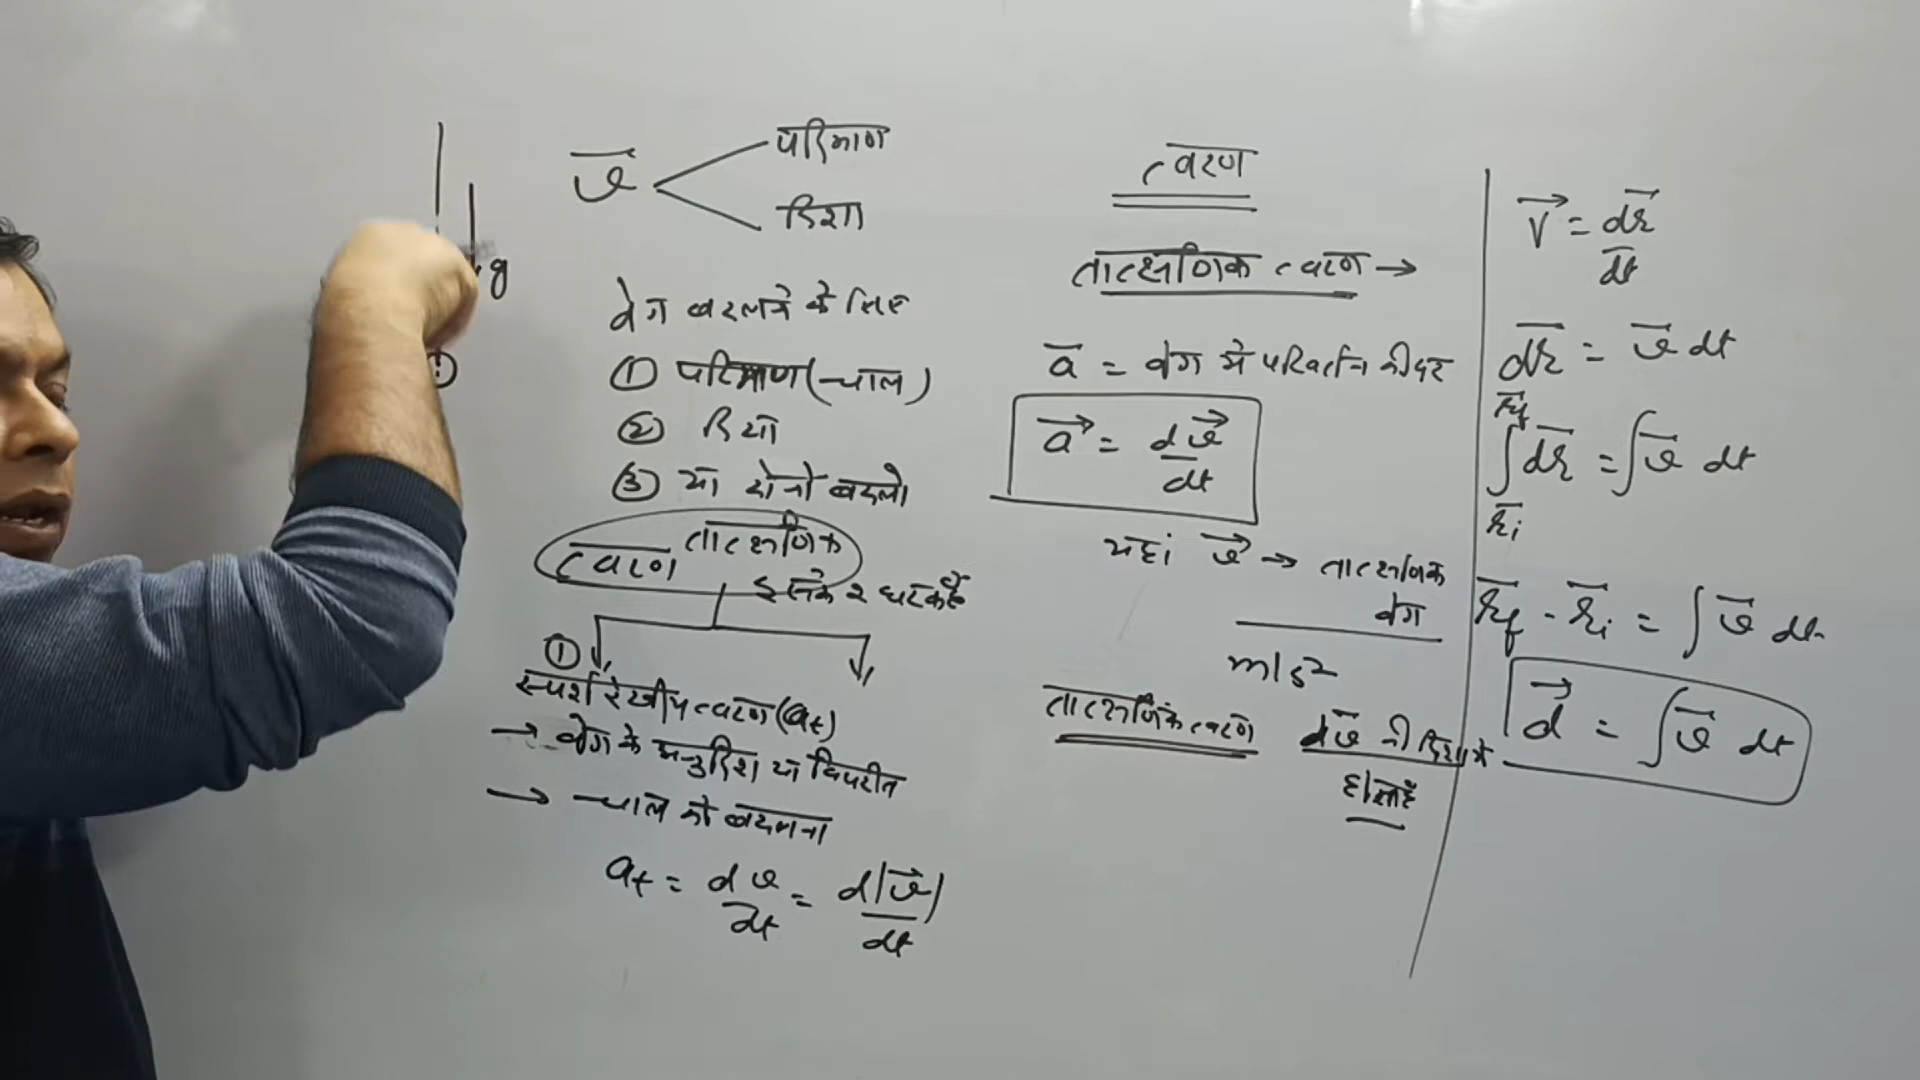 g
v⃗
परिमाण
दिशा
वेग बदलने के लिए
① परिमाण (चाल)
② दिशा
③ या दोनो बदले
तात्क्षणिक
त्वरण
इसके २ घटक है
①
स्पर्श रेखीय त्वरण (aₜ)
→ वेग के अनुदिश या विपरीत
→ चाल को बदलना
aₜ = dv/dt = d|v⃗|/dt
त्वरण
तात्क्षणिक त्वरण →
a̅ = वेग मे परिवर्तन की दर
a⃗ = dv⃗/dt
यहां v⃗ → तात्क्षणिक
वेग
m/s²
तात्क्षणिक त्वरण dv̅ की दिशा मे
होता है
V⃗ = dr̅/dt
dr̅ = v̅ dt
∫_{r̅i}^{r̅f} dr̅ = ∫v̅ dt
r̅f - r̅i = ∫v̅ dt
d⃗ = ∫v̅ dt